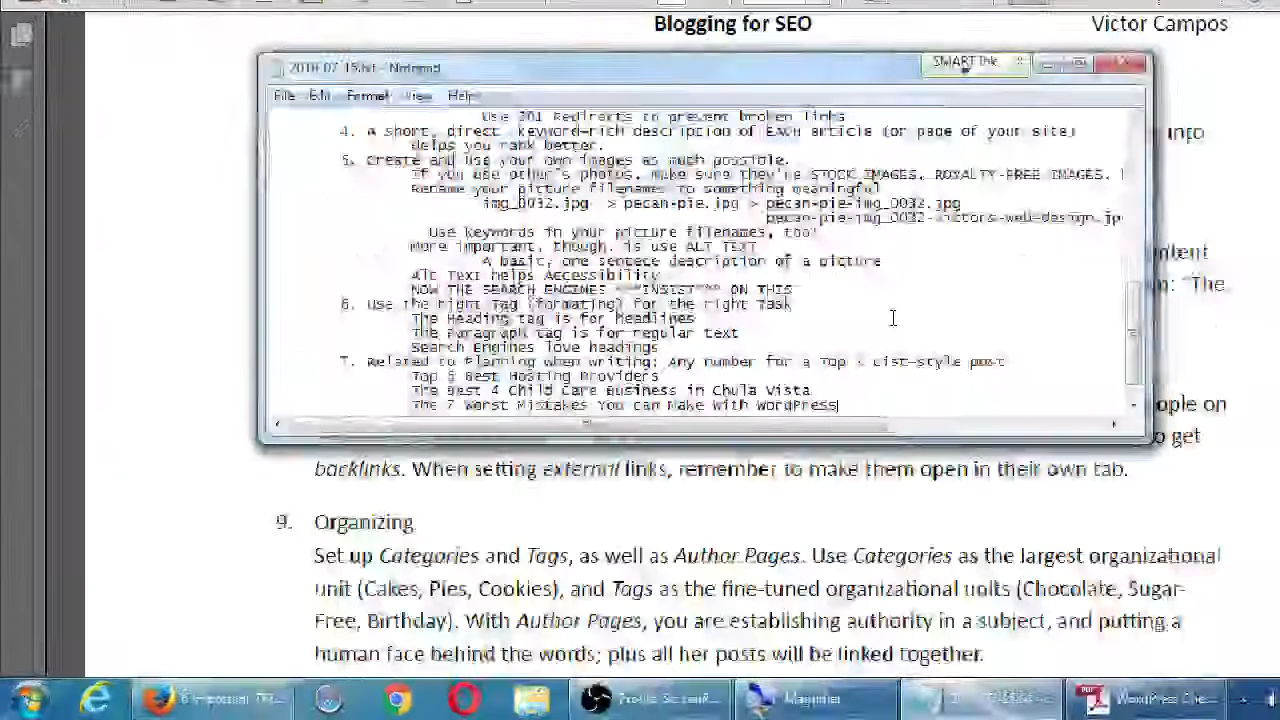 Blogging for SEO
Victor Campos
2016-07-15.txt - Notepad
SMART Ink
File Edit Format View Help
Use 301 Redirects to prevent broken links
4. A short, direct, keyword-rich description of EACH article (or page of your site)
Helps you rank better.
5. Create and use your own images as much possible.
If you use other's photos, make sure they're STOCK IMAGES, ROYALTY-FREE IMAGES,
Rename your picture filenames to something meaningful
img_0032.jpg > pecan-pie.jpg > pecan-pie-img_0032.jpg
pecan-pie-img_0032-victors-web-design.jp
Use keywords in your picture filenames, too!
More important, though, is use ALT TEXT
A basic, one sentece description of a picture
Alt Text helps Accessibility
NOW THE SEARCH ENGINES ***INSIST*** ON THIS
6. Use the right Tag (formating) for the right Task
The Heading tag is for headlines
The Paragraph tag is for regular text
Search Engines love headings
7. Related to Planning when writing: Any number for a Top X List-style post
Top 5 Best Hosting Providers
The Best 4 Child Care Business in Chula Vista
The 7 Worst Mistakes You can Make with WordPress
into
ntent
n: "The
ople on
o get
backlinks. When setting external links, remember to make them open in their own tab.
9. Organizing
Set up Categories and Tags, as well as Author Pages. Use Categories as the largest organizational
unit (Cakes, Pies, Cookies), and Tags as the fine-tuned organizational units (Chocolate, Sugar-
Free, Birthday). With Author Pages, you are establishing authority in a subject, and putting a
human face behind the words; plus all her posts will be linked together.
Magnifier
WordPress Che...